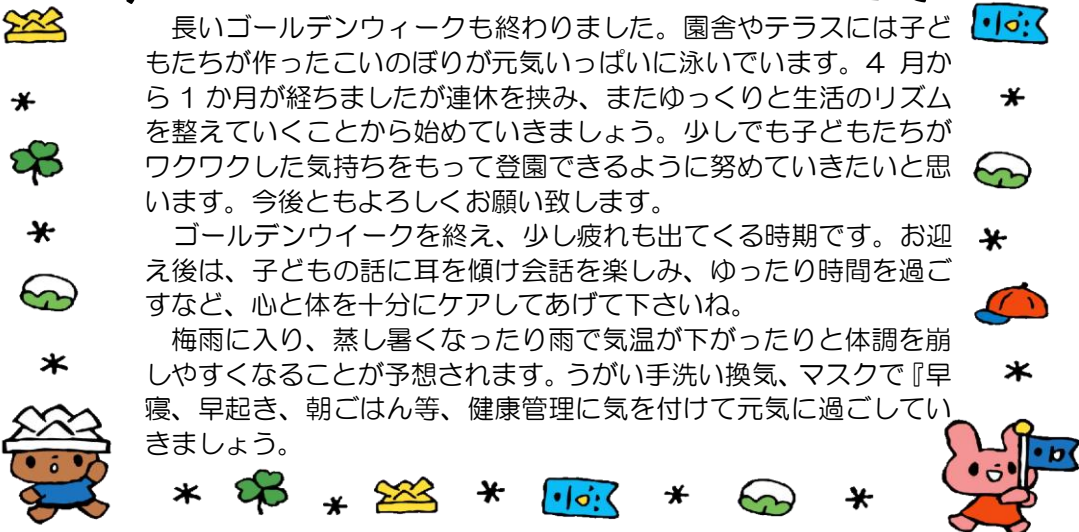 長いゴールデンウィークも終わりました。園舎やテラスには子ど
もたちが作ったこいのぼりが元気いっぱいに泳いでいます。4 月か
ら 1 か月が経ちましたが連休を挟み、またゆっくりと生活のリズム
を整えていくことから始めていきましょう。少しでも子どもたちが
ワクワクした気持ちをもって登園できるように努めていきたいと思
います。今後ともよろしくお願い致します。
　ゴールデンウイークを終え、少し疲れも出てくる時期です。お迎
え後は、子どもの話に耳を傾け会話を楽しみ、ゆったり時間を過ご
すなど、心と体を十分にケアしてあげて下さいね。
　梅雨に入り、蒸し暑くなったり雨で気温が下がったりと体調を崩
しやすくなることが予想されます。うがい手洗い換気、マスクで『早
寝、早起き、朝ごはん等、健康管理に気を付けて元気に過ごしてい
きましょう。